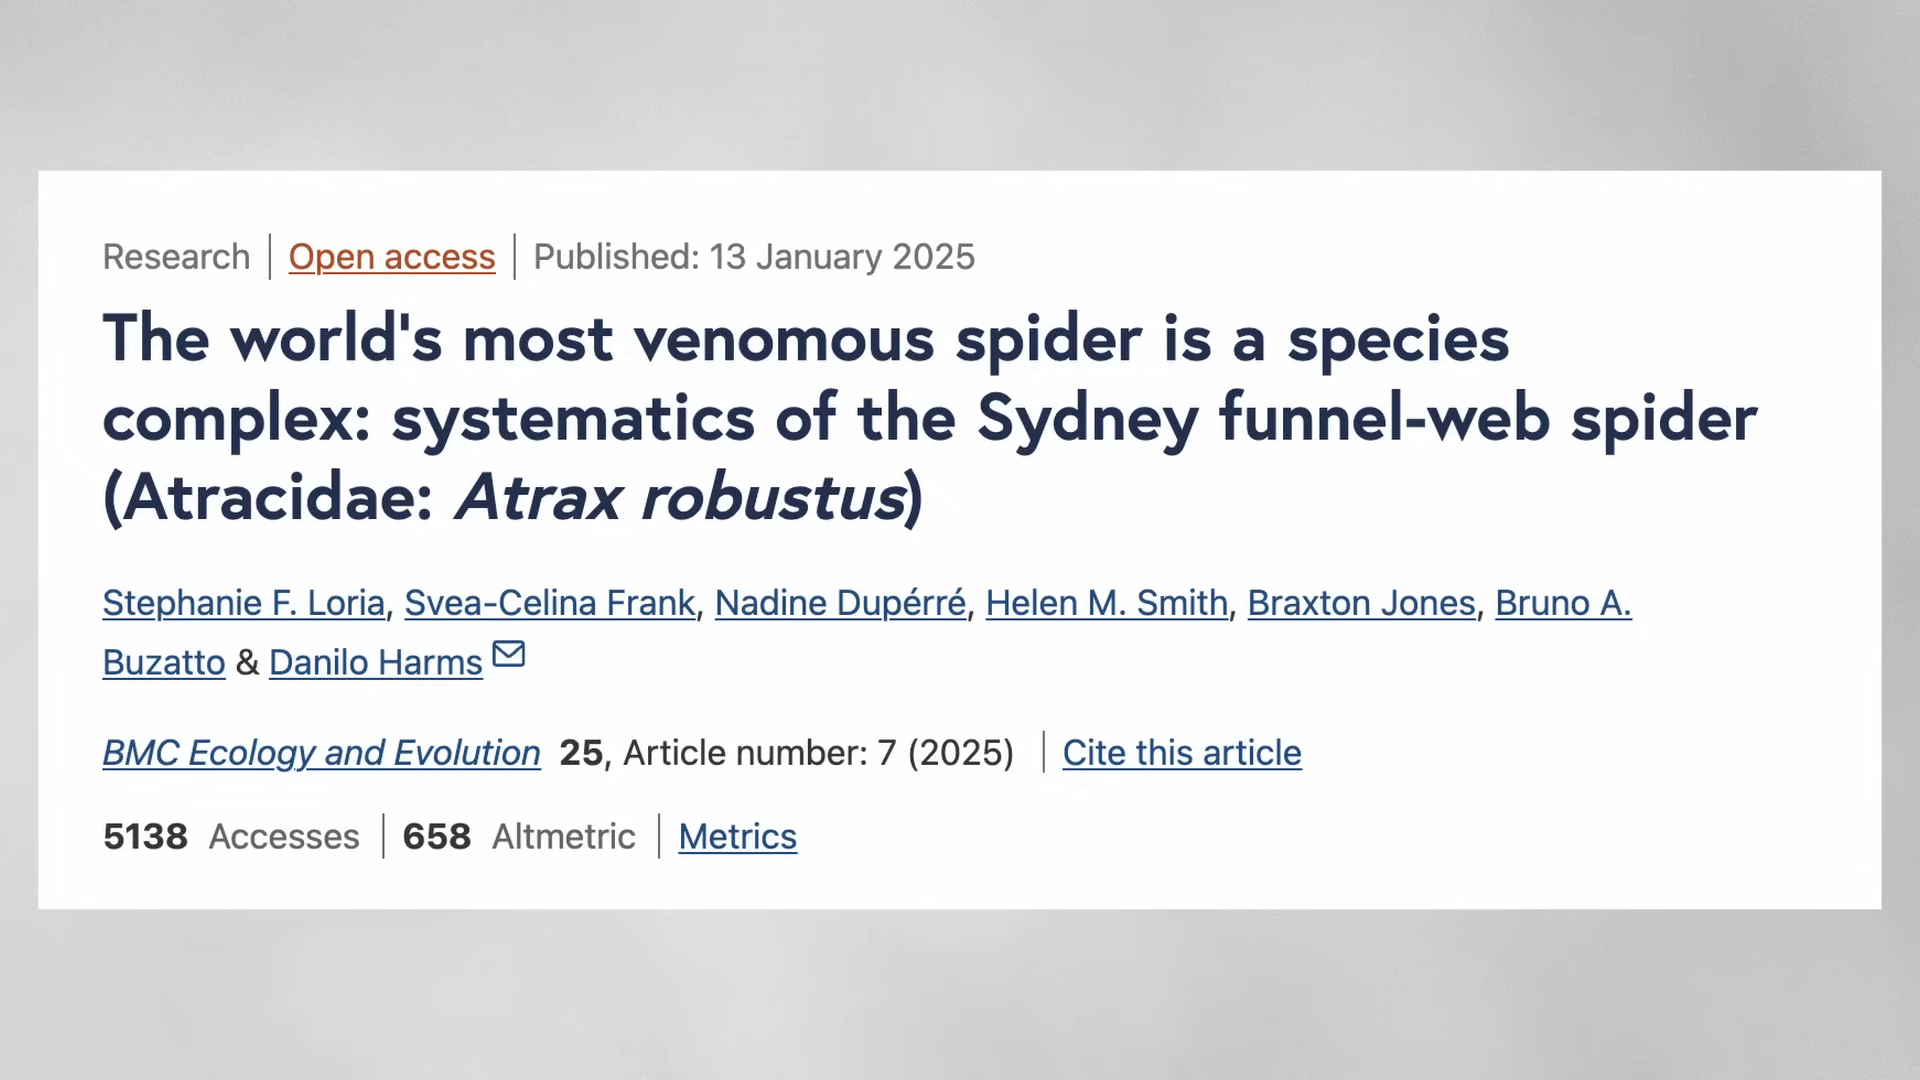 Research | Open access | Published: 13 January 2025
The world's most venomous spider is a species
complex: systematics of the Sydney funnel-web spider
(Atracidae: Atrax robustus)
Stephanie F. Loria, Svea-Celina Frank, Nadine Dupérré, Helen M. Smith, Braxton Jones, Bruno A.
Buzatto & Danilo Harms
BMC Ecology and Evolution 25, Article number: 7 (2025) | Cite this article
5138 Accesses | 658 Altmetric | Metrics